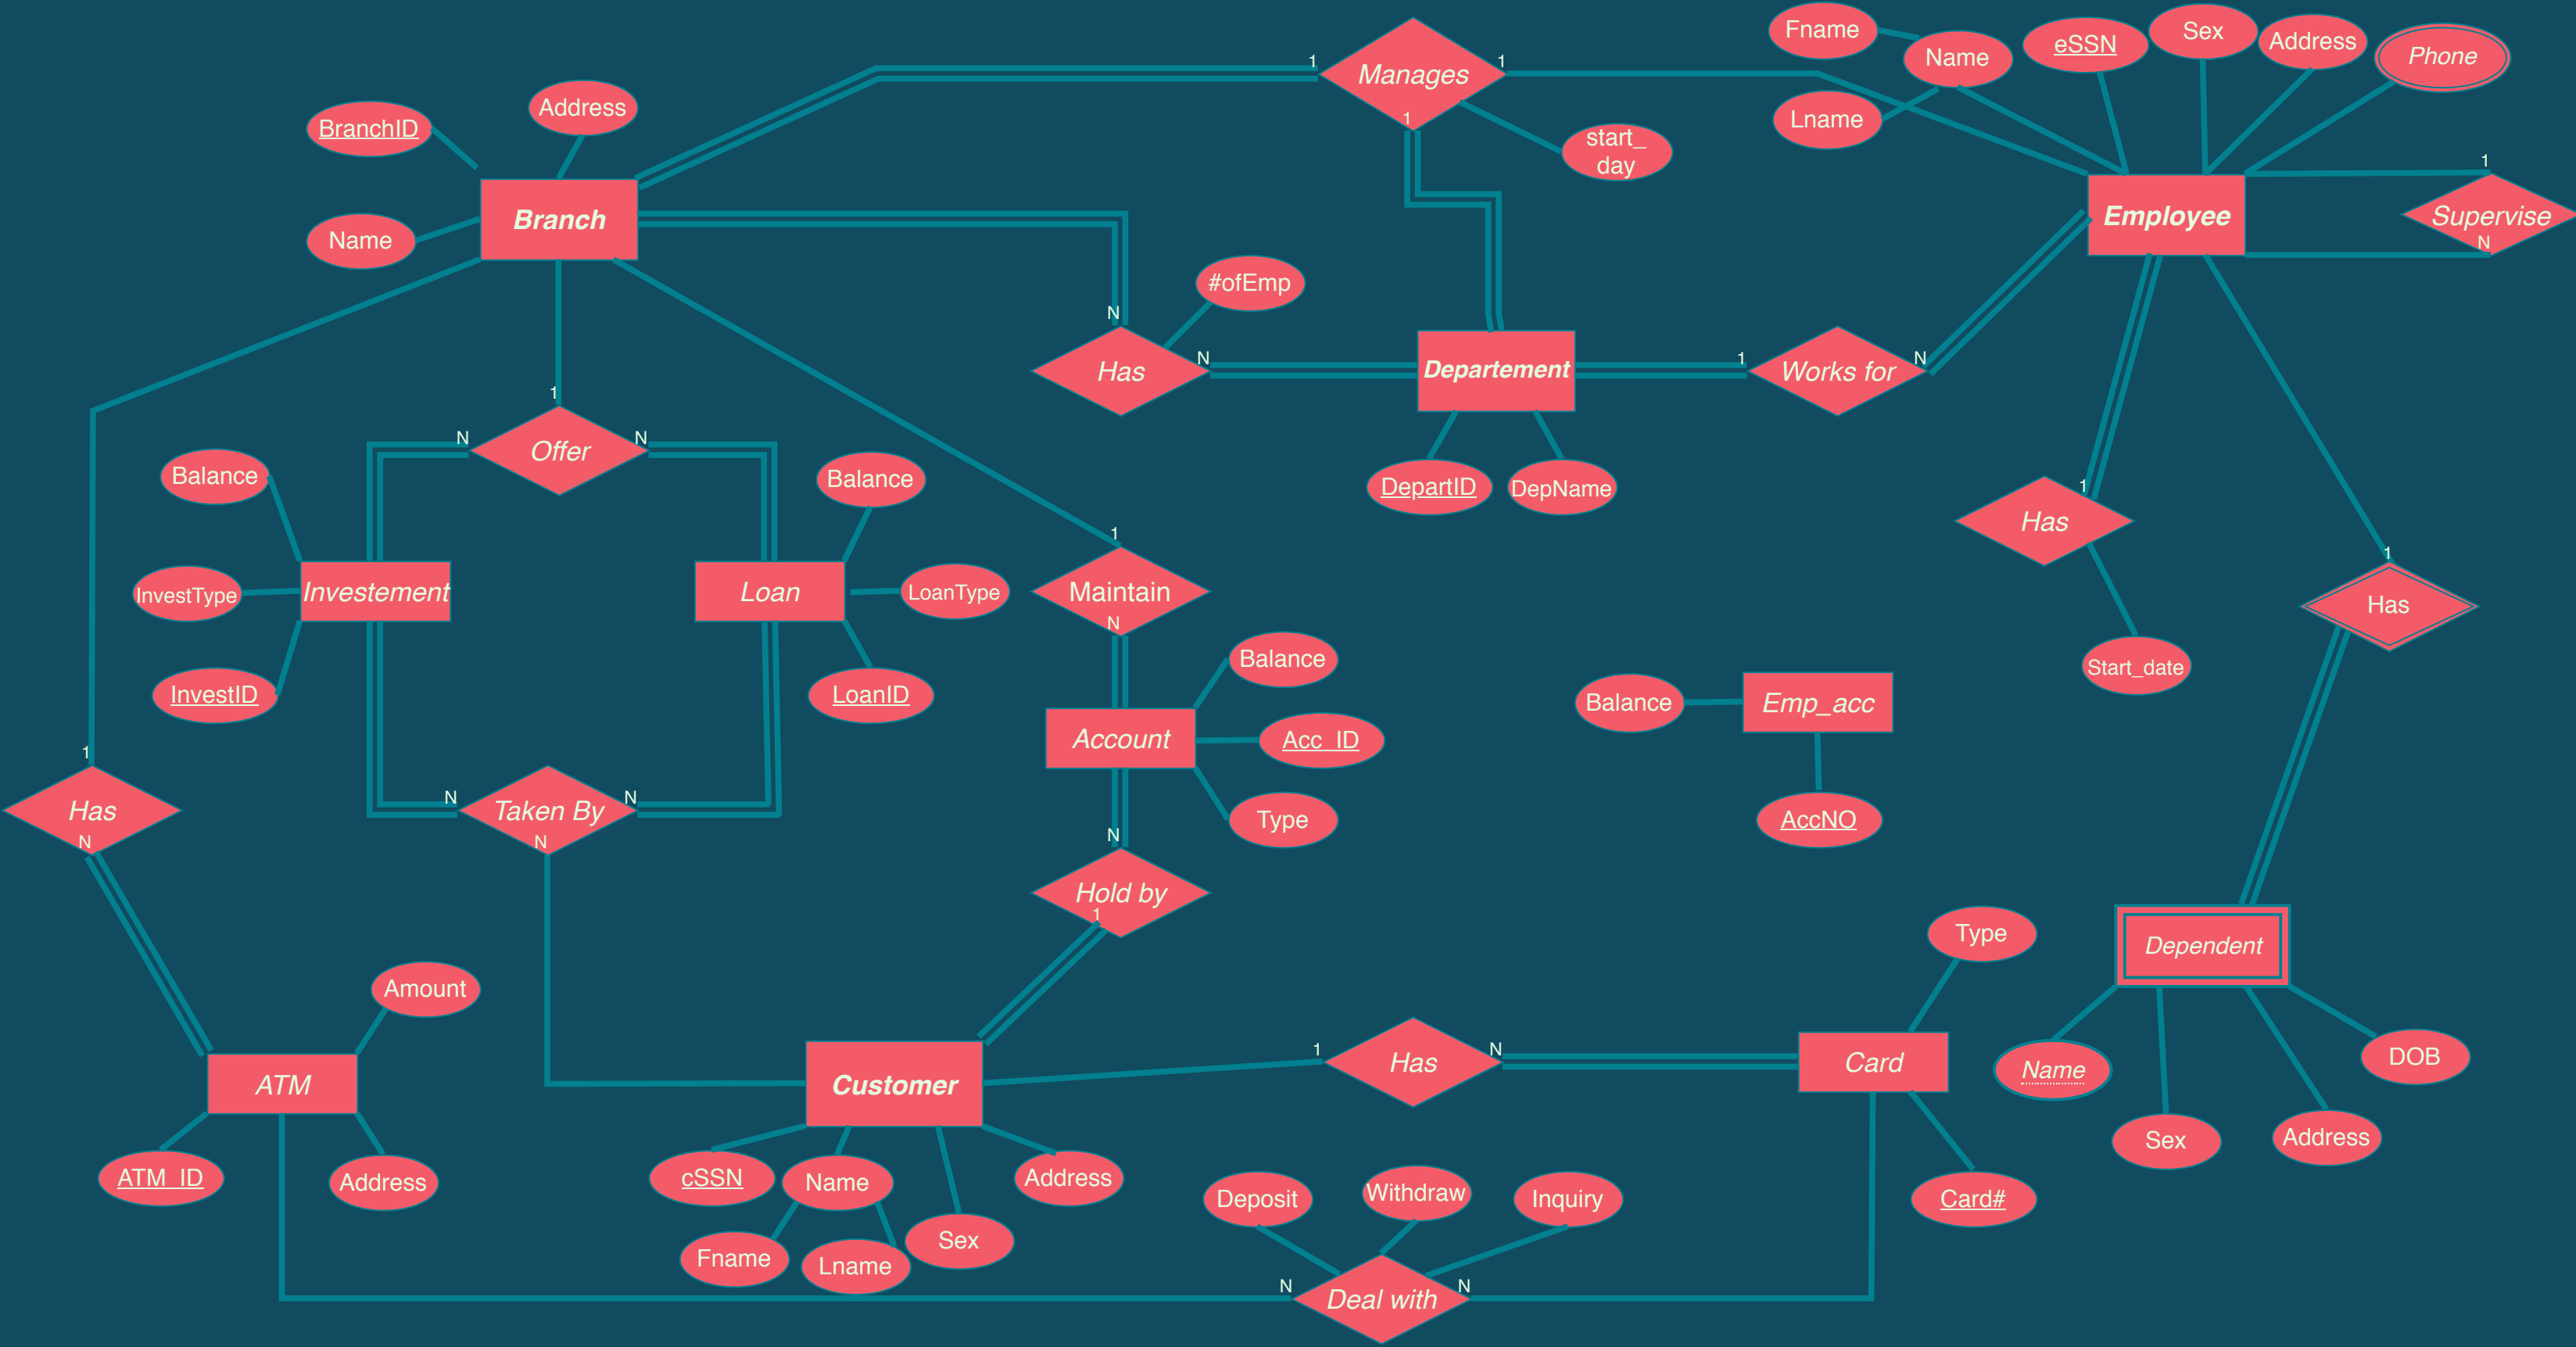 Fname
Name
eSSN
Sex
Address
Phone
Lname
1
Manages
1
1
start_
day
BranchID
Address
Branch
Name
Employee
1
Supervise
N
#ofEmp
N
Has
N
Departement
1
Works for
N
DepartID
DepName
1
Offer
N
N
Balance
Balance
InvestType
Investement
Loan
LoanType
InvestID
LoanID
1
Maintain
N
1
Has
Start_date
1
Has
Balance
Account
Acc_ID
Type
Balance
Emp_acc
AccNO
1
Has
N
N
Taken By
N
N
N
Hold by
1
Type
Dependent
Amount
ATM
ATM_ID
Address
Customer
1
Has
N
Card
Name
DOB
Sex
Address
cSSN
Name
Address
Fname
Lname
Sex
Deposit
Withdraw
Inquiry
Card#
N
Deal with
N